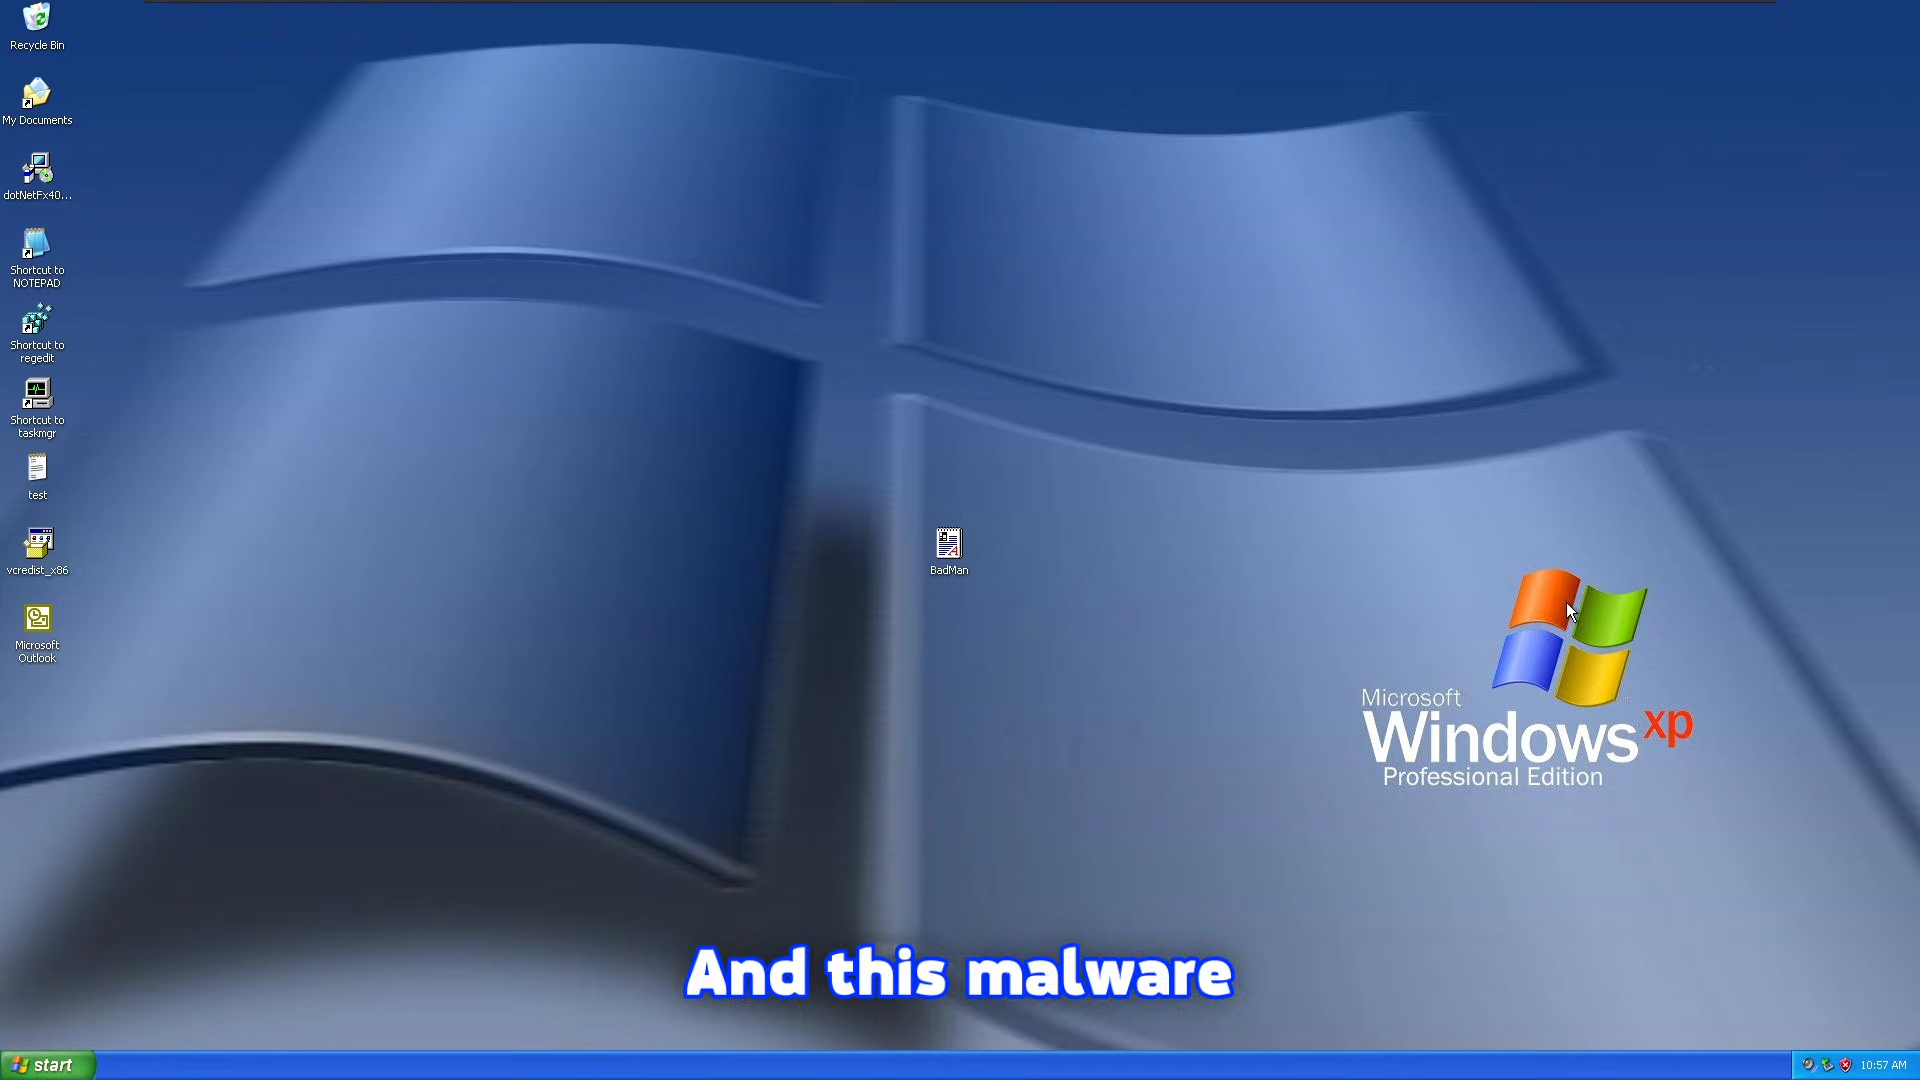 Recycle Bin
My Documents
dotNetFx40...
Shortcut to
NOTEPAD
Shortcut to
regedit
Shortcut to
taskmgr
test
vcredist_x86
Microsoft
Outlook
BadMan
Microsoft
Windows xp
Professional Edition
And this malware
start
10:57 AM